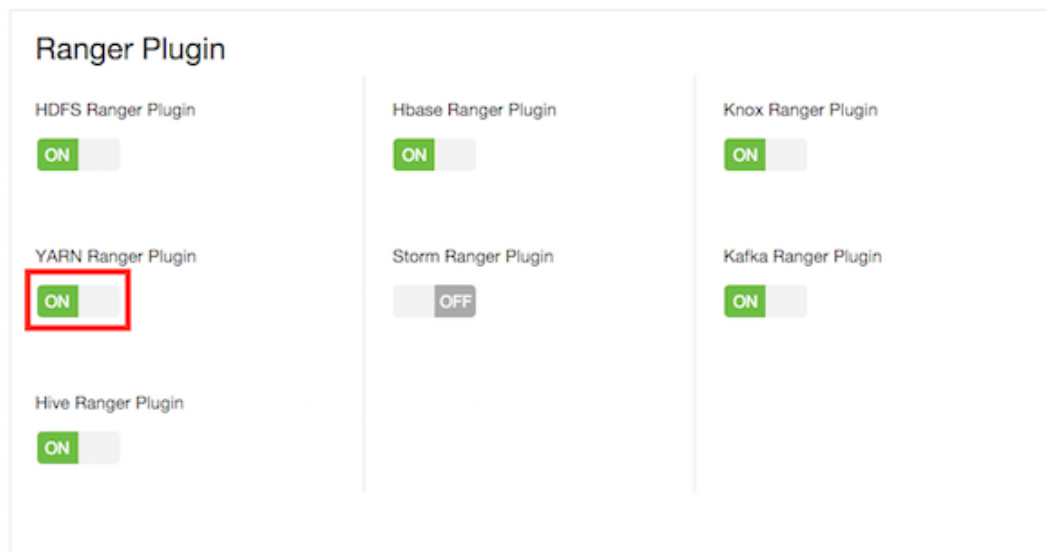 Ranger Plugin
HDFS Ranger Plugin
ON
Hbase Ranger Plugin
ON
Knox Ranger Plugin
ON
YARN Ranger Plugin
ON
Storm Ranger Plugin
OFF
Kafka Ranger Plugin
ON
Hive Ranger Plugin
ON